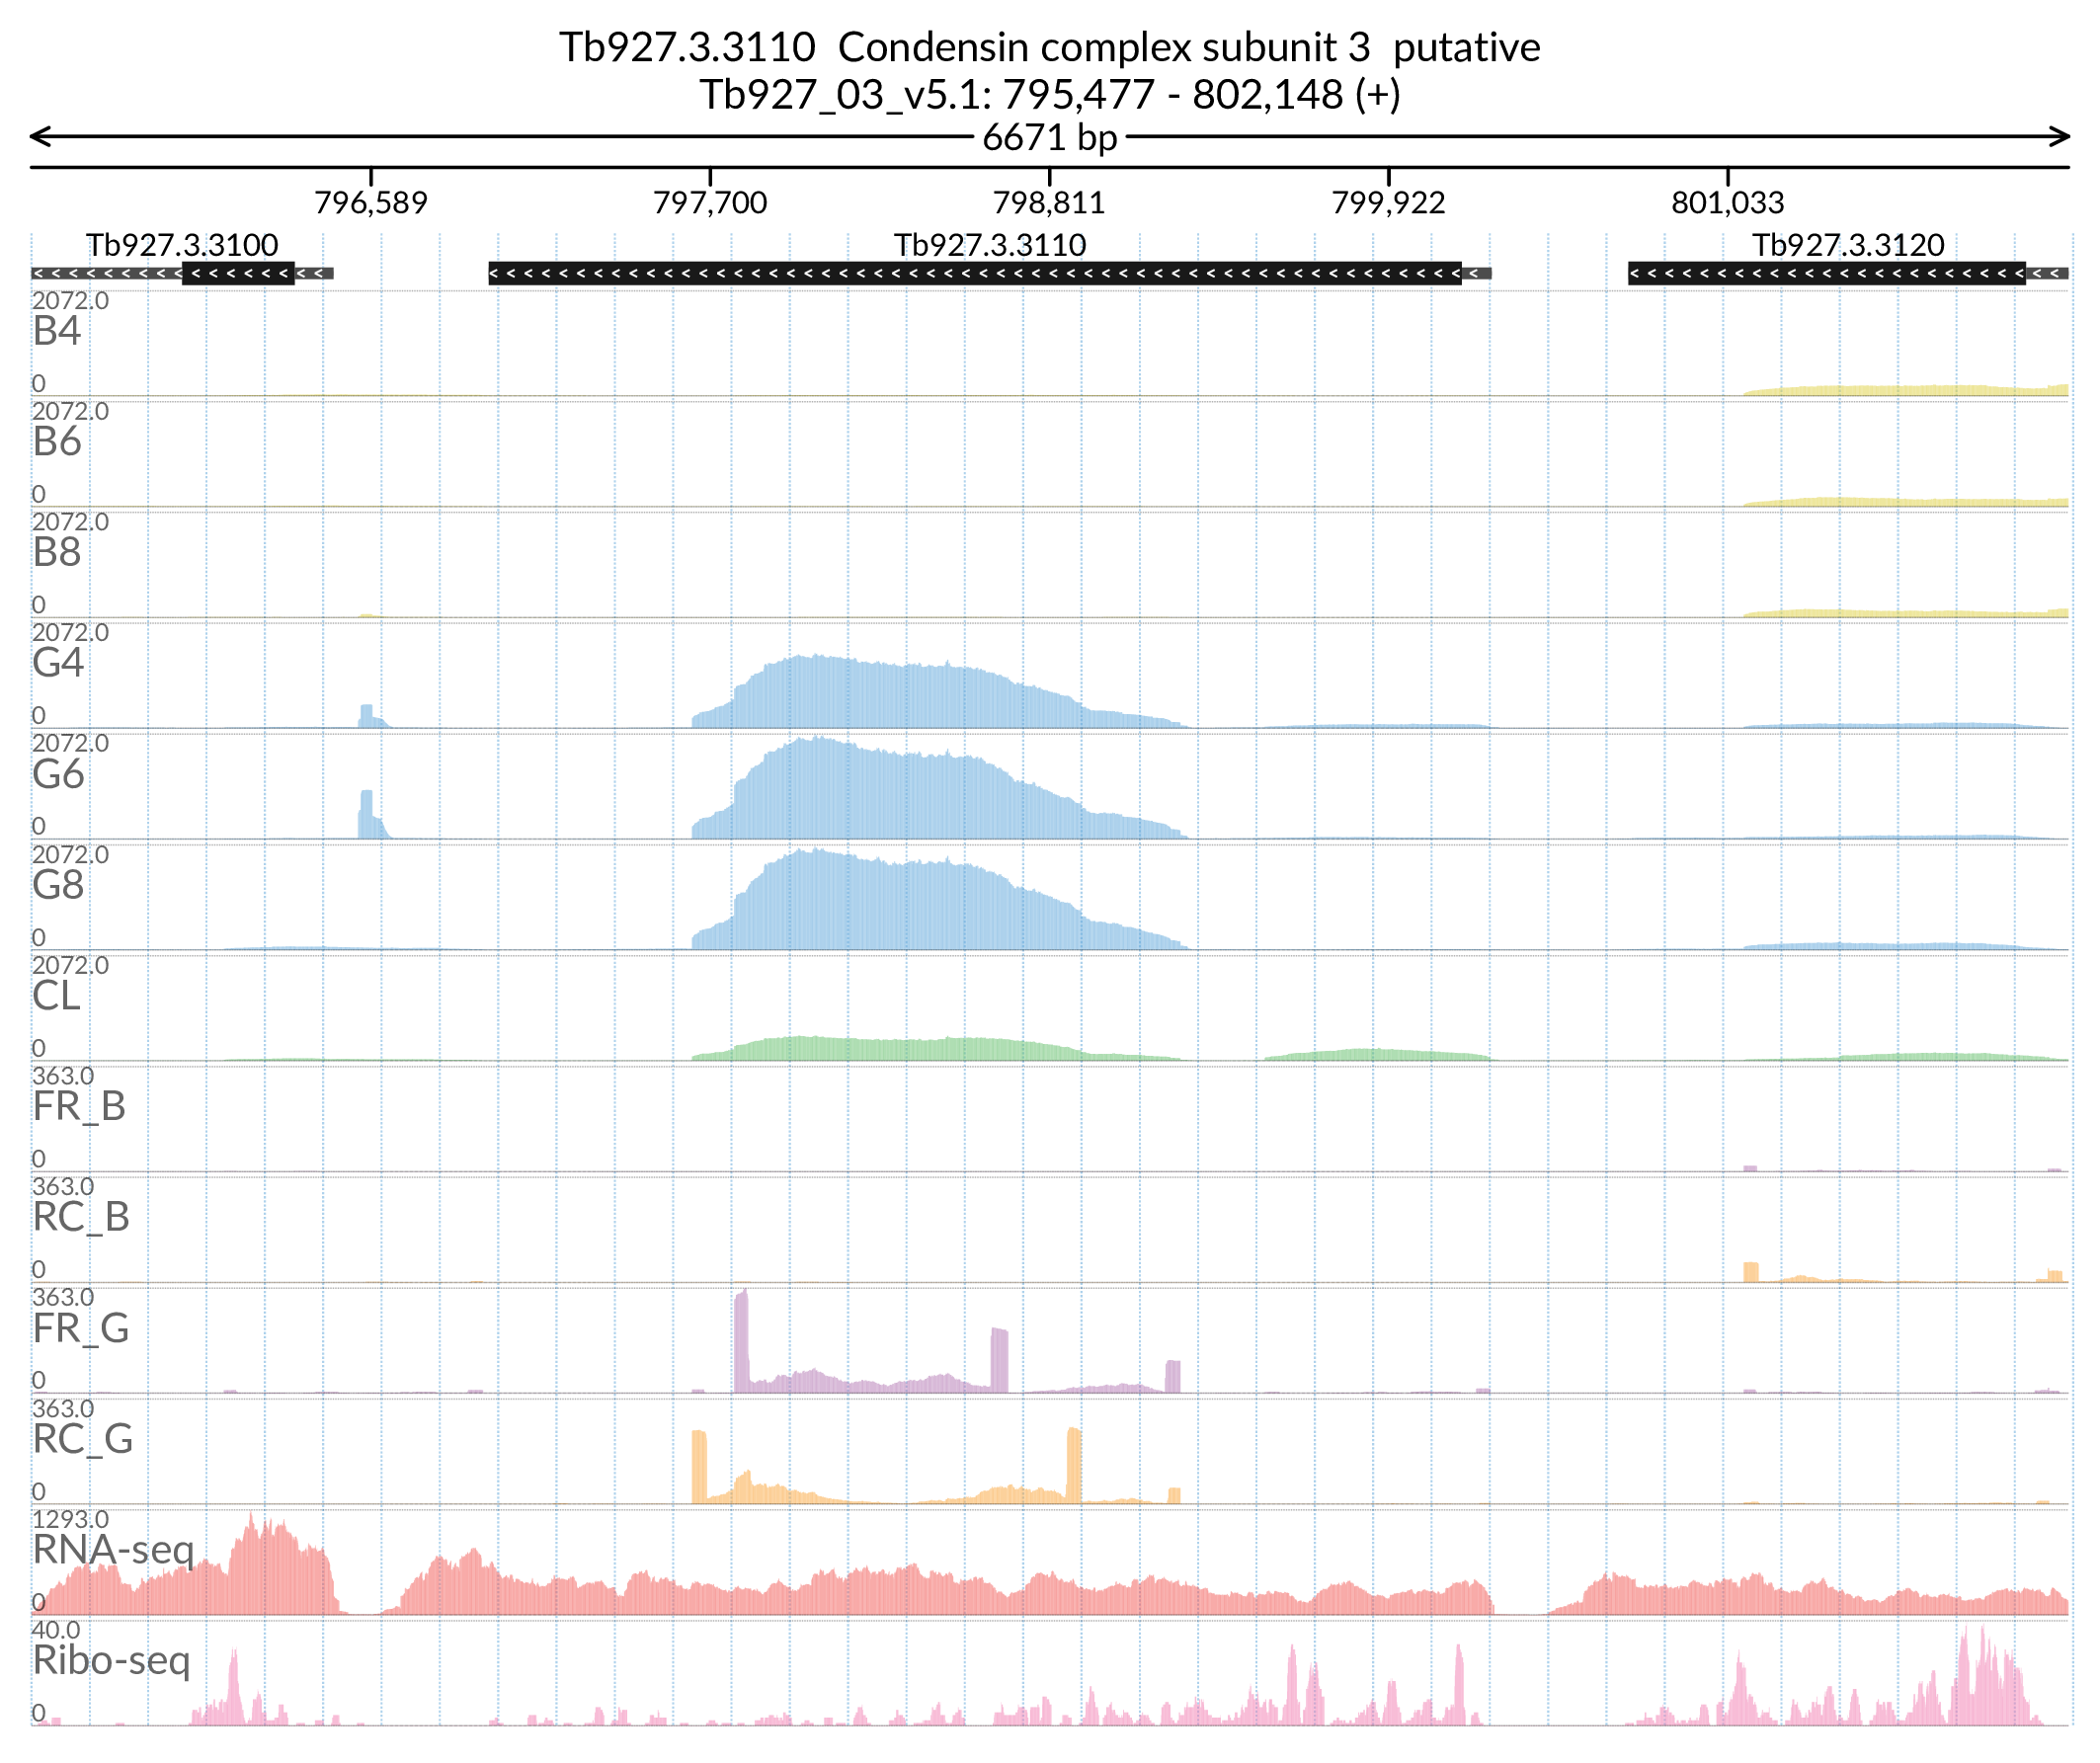 Tb927.3.3110  Condensin complex subunit 3  putative
Tb927_03_v5.1: 795,477 - 802,148 (+)
6671 bp
796,589 797,700 798,811 799,922 801,033
Tb927.3.3100 Tb927.3.3110 Tb927.3.3120
2072.0
B4
0
2072.0
B6
0
2072.0
B8
0
2072.0
G4
0
2072.0
G6
0
2072.0
G8
0
2072.0
CL
0
363.0
FR_B
0
363.0
RC_B
0
363.0
FR_G
0
363.0
RC_G
0
1293.0
RNA-seq
0
40.0
Ribo-seq
0